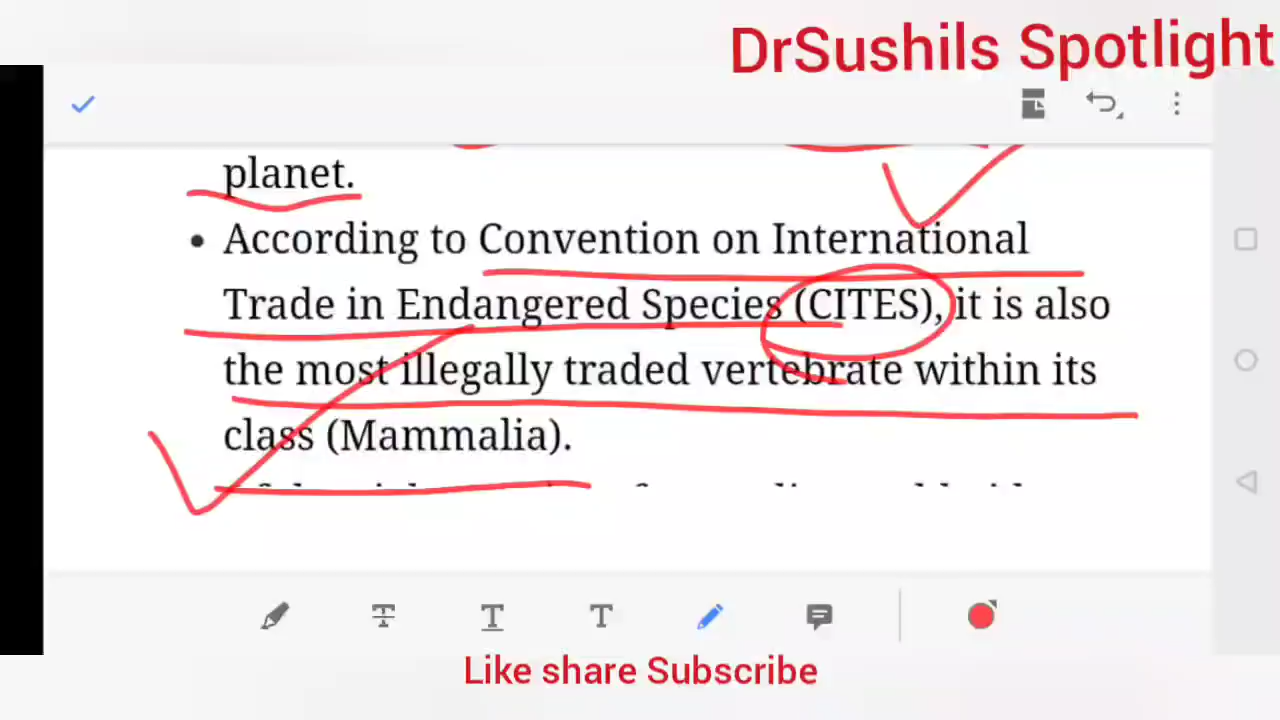 DrSushils Spotlight
planet.
• According to Convention on International
Trade in Endangered Species (CITES), it is also
the most illegally traded vertebrate within its
class (Mammalia).
T T T
Like share Subscribe